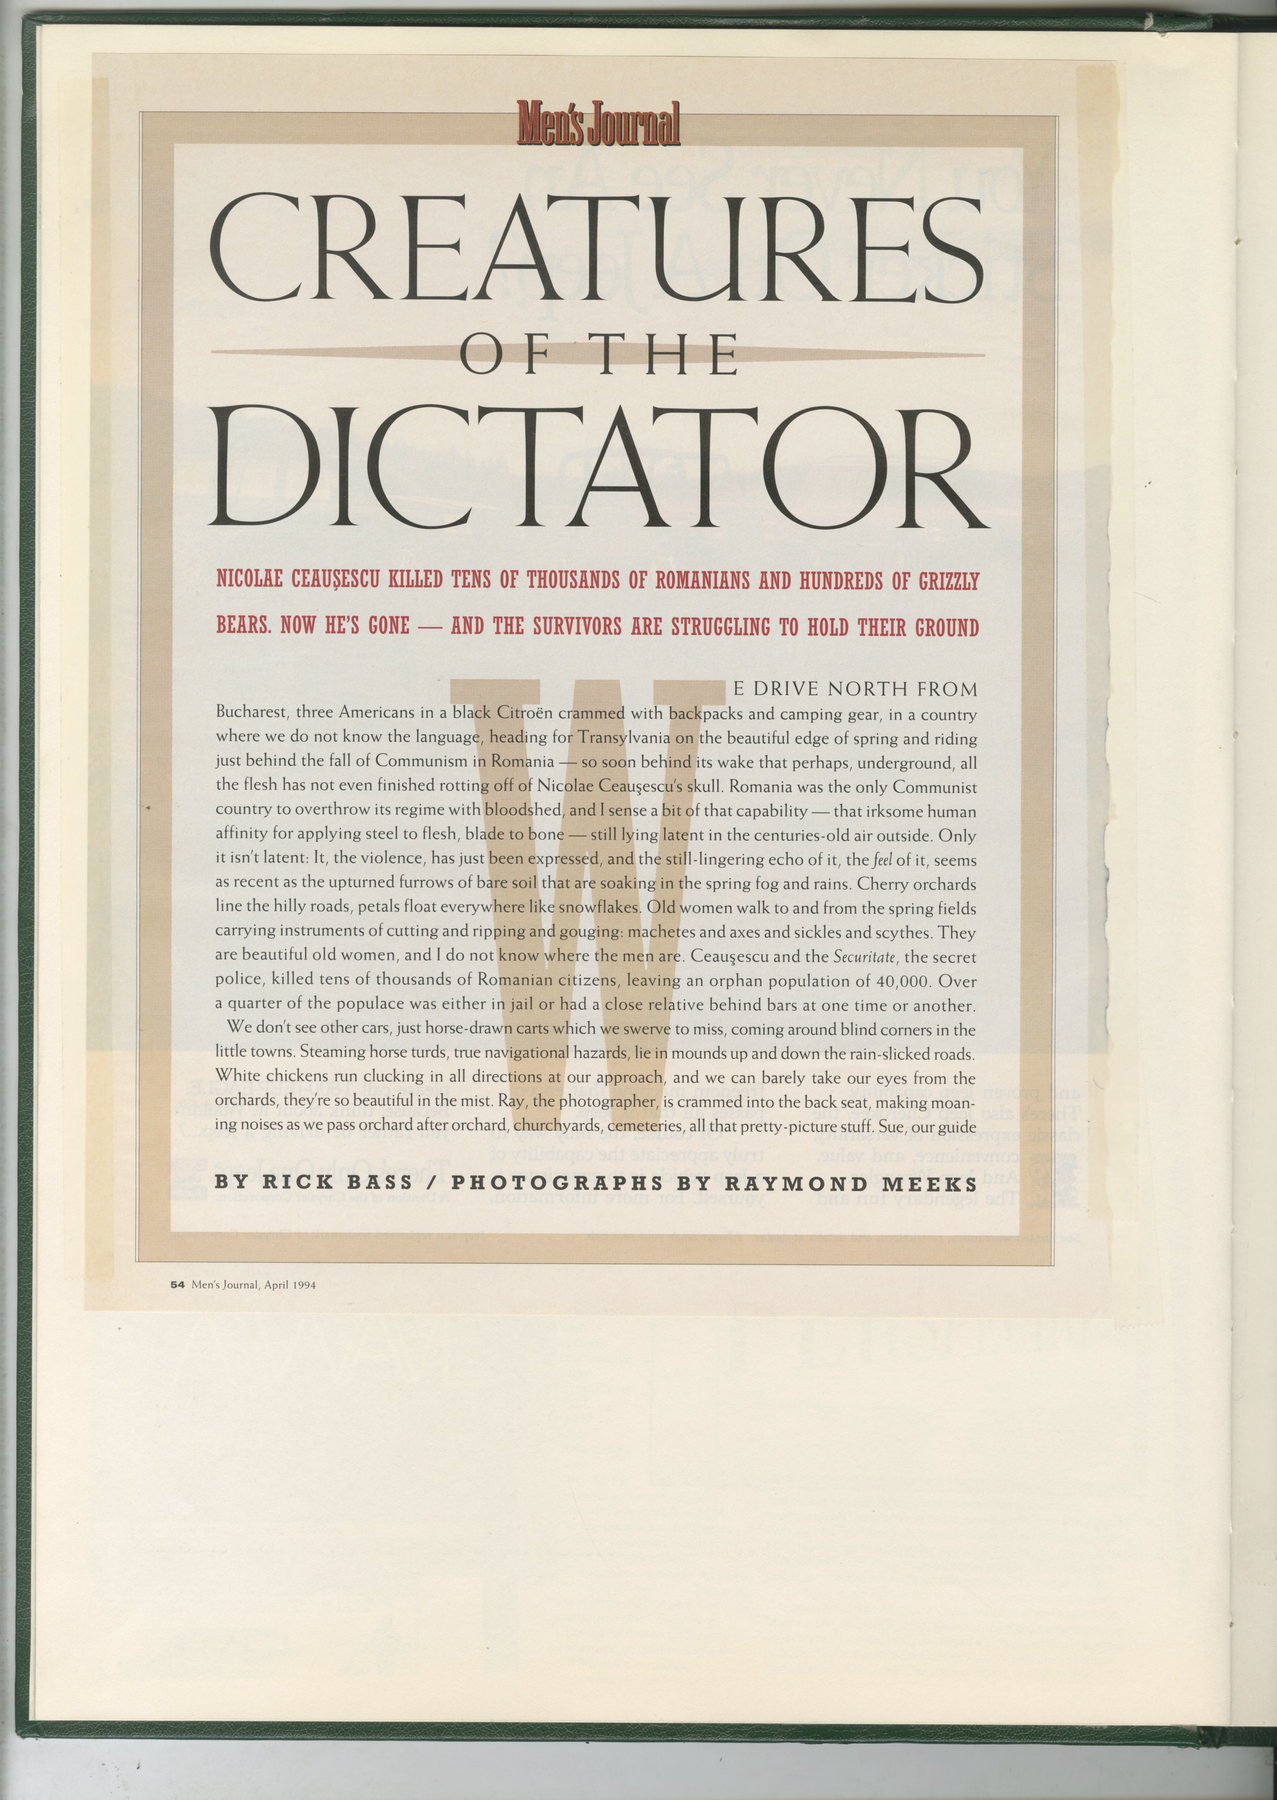 Men's Journal
CREATURES
OF THE
DICTATOR
NICOLAE CEAUŞESCU KILLED TENS OF THOUSANDS OF ROMANIANS AND HUNDREDS OF GRIZZLY
BEARS. NOW HE'S GONE — AND THE SURVIVORS ARE STRUGGLING TO HOLD THEIR GROUND
WE DRIVE NORTH FROM
Bucharest, three Americans in a black Citroën crammed with backpacks and camping gear, in a country
where we do not know the language, heading for Transylvania on the beautiful edge of spring and riding
just behind the fall of Communism in Romania — so soon behind its wake that perhaps, underground, all
the flesh has not even finished rotting off of Nicolae Ceauşescu's skull. Romania was the only Communist
country to overthrow its regime with bloodshed, and I sense a bit of that capability — that irksome human
affinity for applying steel to flesh, blade to bone — still lying latent in the centuries-old air outside. Only
it isn't latent: It, the violence, has just been expressed, and the still-lingering echo of it, the feel of it, seems
as recent as the upturned furrows of bare soil that are soaking in the spring fog and rains. Cherry orchards
line the hilly roads, petals float everywhere like snowflakes. Old women walk to and from the spring fields
carrying instruments of cutting and ripping and gouging: machetes and axes and sickles and scythes. They
are beautiful old women, and I do not know where the men are. Ceauşescu and the Securitate, the secret
police, killed tens of thousands of Romanian citizens, leaving an orphan population of 40,000. Over
a quarter of the populace was either in jail or had a close relative behind bars at one time or another.
We don't see other cars, just horse-drawn carts which we swerve to miss, coming around blind corners in the
little towns. Steaming horse turds, true navigational hazards, lie in mounds up and down the rain-slicked roads.
White chickens run clucking in all directions at our approach, and we can barely take our eyes from the
orchards, they're so beautiful in the mist. Ray, the photographer, is crammed into the back seat, making moan-
ing noises as we pass orchard after orchard, churchyards, cemeteries, all that pretty-picture stuff. Sue, our guide
BY RICK BASS / PHOTOGRAPHS BY RAYMOND MEEKS
54 Men's Journal, April 1994